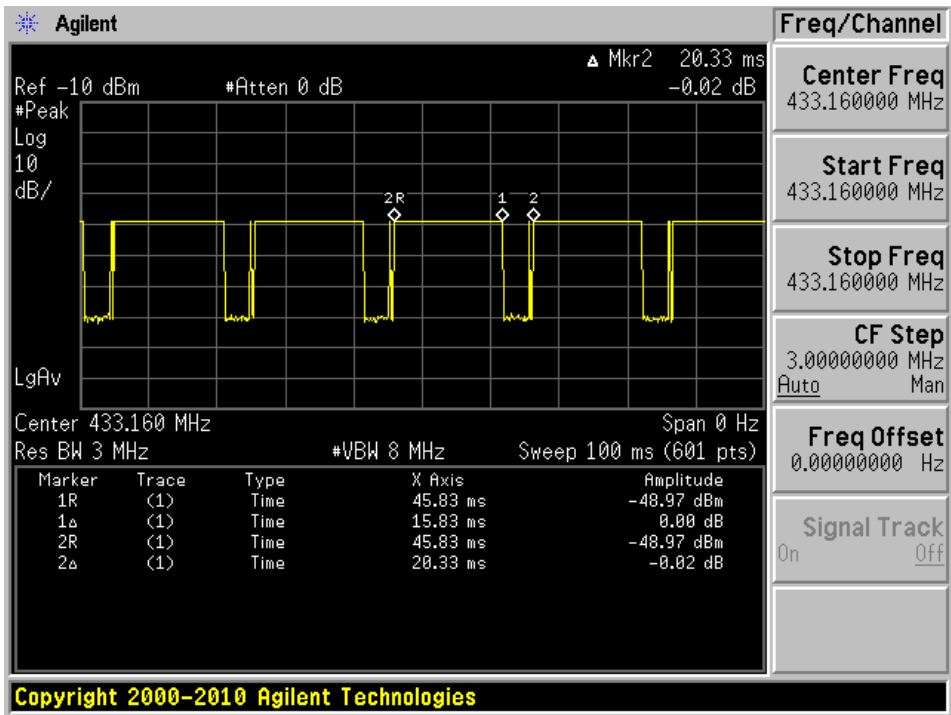 Agilent
Freq/Channel
▵ Mkr2 20.33 ms
Ref -10 dBm #Atten 0 dB -0.02 dB
#Peak
Log
10
dB/
2R 1 2
LgAv
Center 433.160 MHz Span 0 Hz
Res BW 3 MHz #VBW 8 MHz Sweep 100 ms (601 pts)
Marker Trace Type X Axis Amplitude
1R (1) Time 45.83 ms -48.97 dBm
1▵ (1) Time 15.83 ms 0.00 dB
2R (1) Time 45.83 ms -48.97 dBm
2▵ (1) Time 20.33 ms -0.02 dB
Center Freq
433.160000 MHz
Start Freq
433.160000 MHz
Stop Freq
433.160000 MHz
CF Step
3.00000000 MHz
Auto Man
Freq Offset
0.00000000 Hz
Signal Track
On Off
Copyright 2000-2010 Agilent Technologies